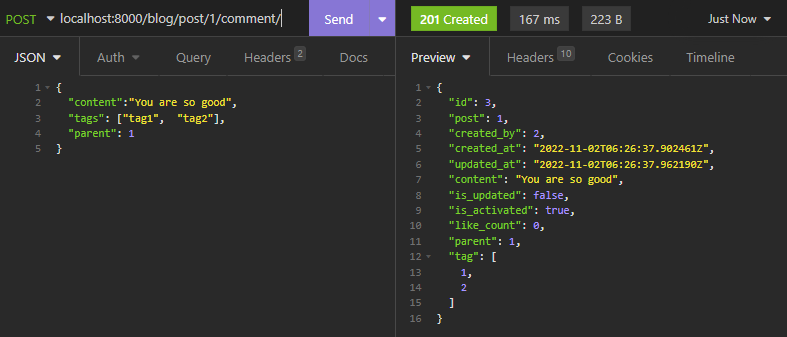 POST localhost:8000/blog/post/1/comment/ Send 201 Created 167 ms 223 B Just Now
JSON Auth Query Headers 2 Docs Preview Headers 10 Cookies Timeline
1 {
2 "content":"You are so good",
3 "tags": ["tag1",  "tag2"],
4 "parent": 1
5 }
1 {
2 "id": 3,
3 "post": 1,
4 "created_by": 2,
5 "created_at": "2022-11-02T06:26:37.902461Z",
6 "updated_at": "2022-11-02T06:26:37.962190Z",
7 "content": "You are so good",
8 "is_updated": false,
9 "is_activated": true,
10 "like_count": 0,
11 "parent": 1,
12 "tag": [
13 1,
14 2
15 ]
16 }